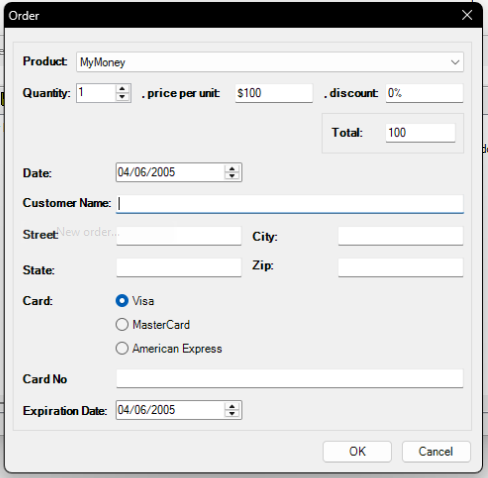 Order
Product: MyMoney
Quantity: 1 , price per unit: $100 , discount: 0%
Total: 100
Date: 04/06/2005
Customer Name:
Street: New order... City:
State: Zip:
Card: Visa
MasterCard
American Express
Card No
Expiration Date: 04/06/2005
OK Cancel